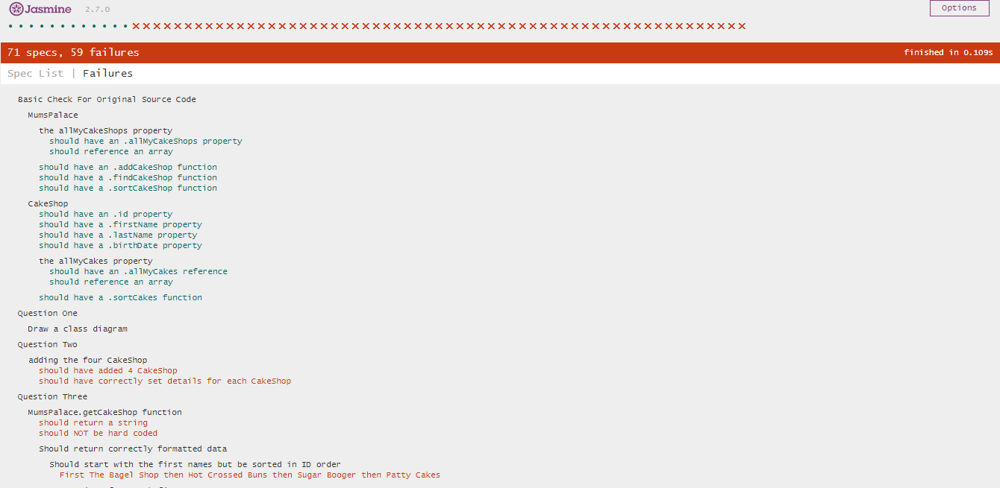 Jasmine 2.7.0 Options
71 specs, 59 failures finished in 0.109s
Spec List | Failures
Basic Check For Original Source Code
MumsPalace
the allMyCakeShops property
should have an .allMyCakeShops property
should reference an array
should have an .addCakeShop function
should have a .findCakeShop function
should have a .sortCakeShop function
CakeShop
should have an .id property
should have a .firstName property
should have a .lastName property
should have a .birthDate property
the allMyCakes property
should have an .allMyCakes reference
should reference an array
should have a .sortCakes function
Question One
Draw a class diagram
Question Two
adding the four CakeShop
should have added 4 CakeShop
should have correctly set details for each CakeShop
Question Three
MumsPalace.getCakeShop function
should return a string
should NOT be hard coded
Should return correctly formatted data
Should start with the first names but be sorted in ID order
First The Bagel Shop then Hot Crossed Buns then Sugar Booger then Patty Cakes